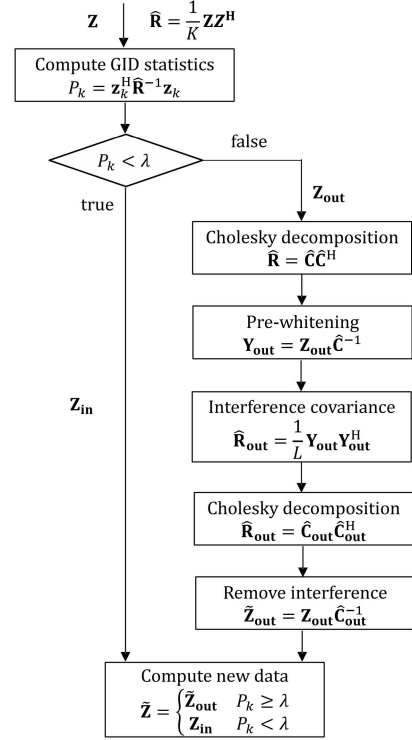 𝐙 𝐑̂ = 1/K 𝐙Z^H
Compute GID statistics
P_k = 𝐳_k^H 𝐑̂^−1 𝐳_k
P_k < λ
false
true
𝐙_out
Cholesky decomposition
𝐑̂ = 𝐂̂𝐂̂^H
Pre-whitening
𝐘_out = 𝐙_out 𝐂̂^−1
𝐙_in
Interference covariance
𝐑̂_out = 1/L 𝐘_out 𝐘_out^H
Cholesky decomposition
𝐑̂_out = 𝐂̂_out 𝐂̂_out^H
Remove interference
𝐙̃_out = 𝐙_out 𝐂̂_out^−1
Compute new data
𝐙̃ = { 𝐙̃_out P_k ≥ λ
𝐙_in P_k < λ